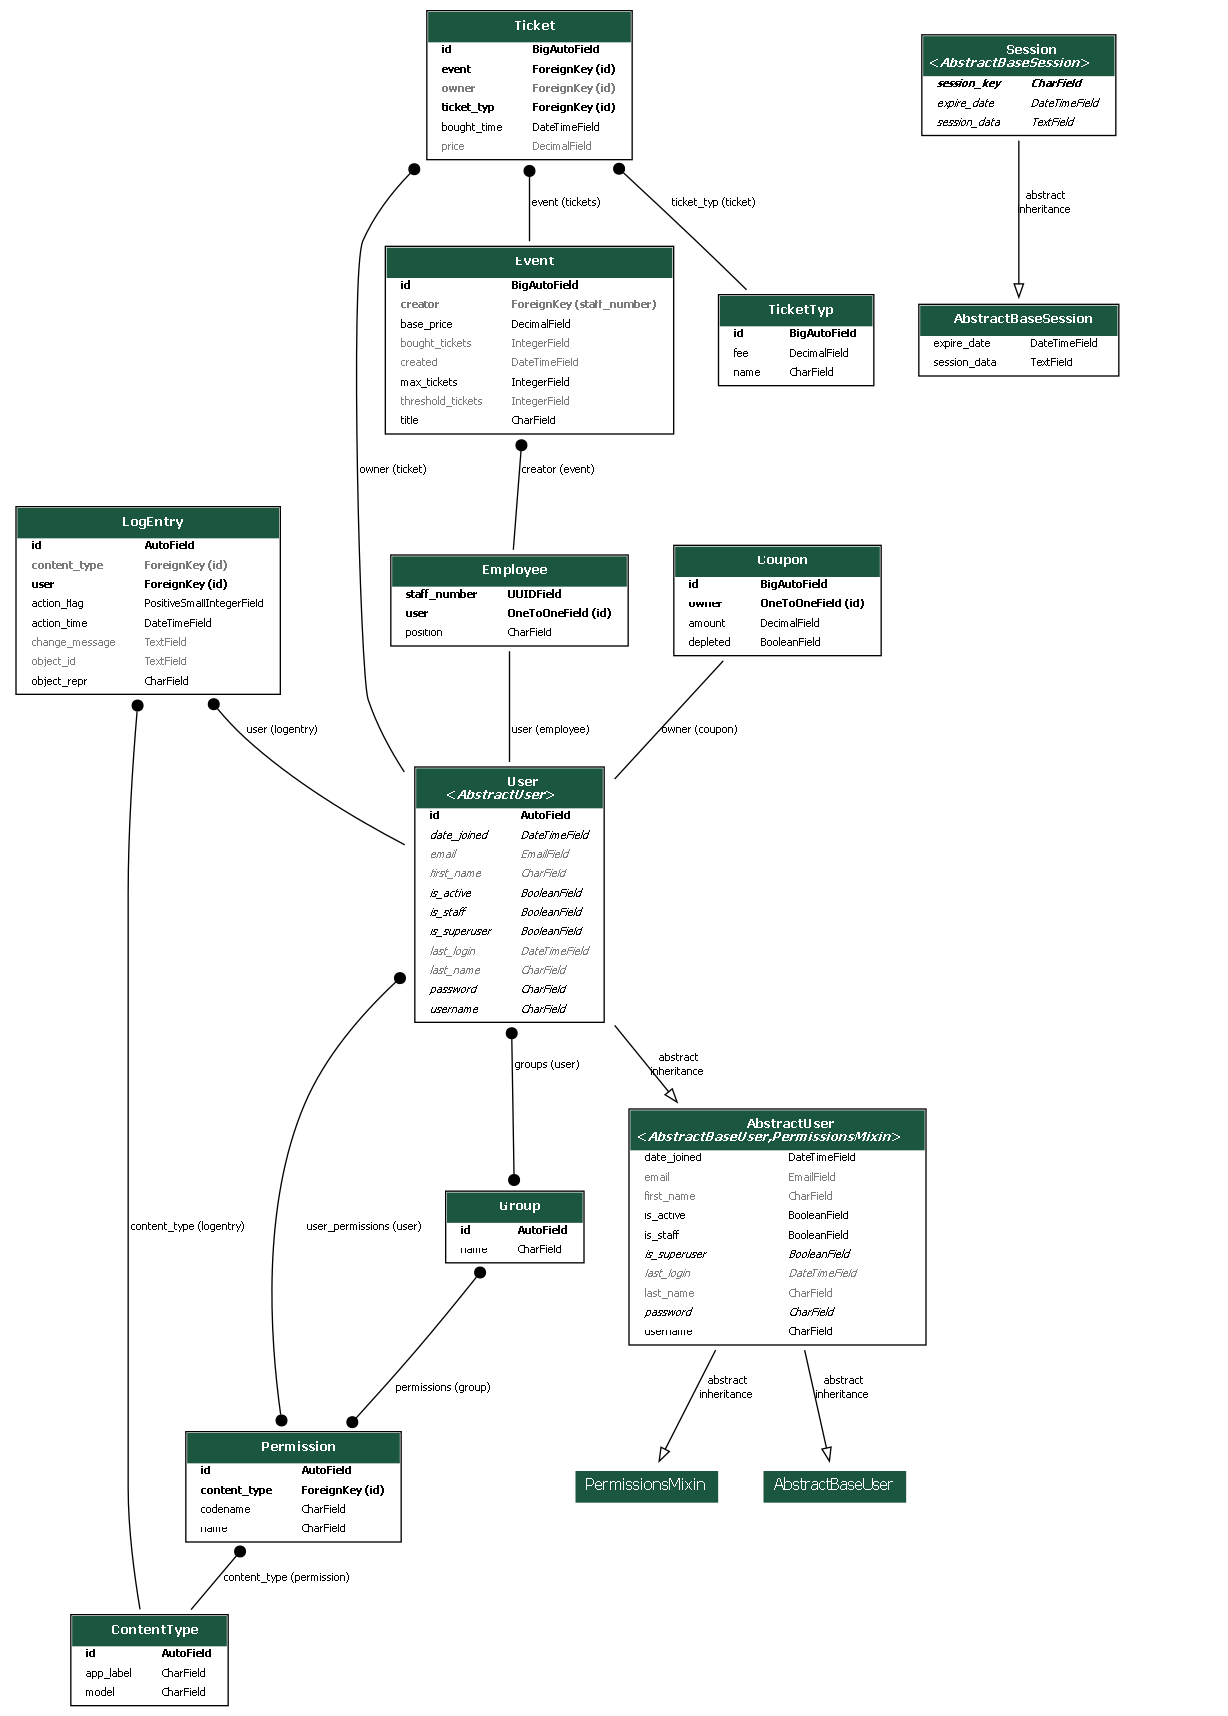 Ticket
id BigAutoField
event ForeignKey (id)
owner ForeignKey (id)
ticket_typ ForeignKey (id)
bought_time DateTimeField
price DecimalField
Session
<AbstractBaseSession>
session_key CharField
expire_date DateTimeField
session_data TextField
event (tickets)
ticket_typ (ticket)
abstract
inheritance
Event
id BigAutoField
creator ForeignKey (staff_number)
base_price DecimalField
bought_tickets IntegerField
created DateTimeField
max_tickets IntegerField
threshold_tickets IntegerField
title CharField
TicketTyp
id BigAutoField
fee DecimalField
name CharField
AbstractBaseSession
expire_date DateTimeField
session_data TextField
owner (ticket)
creator (event)
LogEntry
id AutoField
content_type ForeignKey (id)
user ForeignKey (id)
action_flag PositiveSmallIntegerField
action_time DateTimeField
change_message TextField
object_id TextField
object_repr CharField
Employee
staff_number UUIDField
user OneToOneField (id)
position CharField
Coupon
id BigAutoField
owner OneToOneField (id)
amount DecimalField
depleted BooleanField
user (logentry)
user (employee)
owner (coupon)
User
<AbstractUser>
id AutoField
date_joined DateTimeField
email EmailField
first_name CharField
is_active BooleanField
is_staff BooleanField
is_superuser BooleanField
last_login DateTimeField
last_name CharField
password CharField
username CharField
groups (user)
abstract
inheritance
AbstractUser
<AbstractBaseUser,PermissionsMixin>
date_joined DateTimeField
email EmailField
first_name CharField
is_active BooleanField
is_staff BooleanField
is_superuser BooleanField
last_login DateTimeField
last_name CharField
password CharField
username CharField
Group
id AutoField
name CharField
content_type (logentry)
user_permissions (user)
permissions (group)
abstract
inheritance
abstract
inheritance
Permission
id AutoField
content_type ForeignKey (id)
codename CharField
name CharField
PermissionsMixin
AbstractBaseUser
content_type (permission)
ContentType
id AutoField
app_label CharField
model CharField